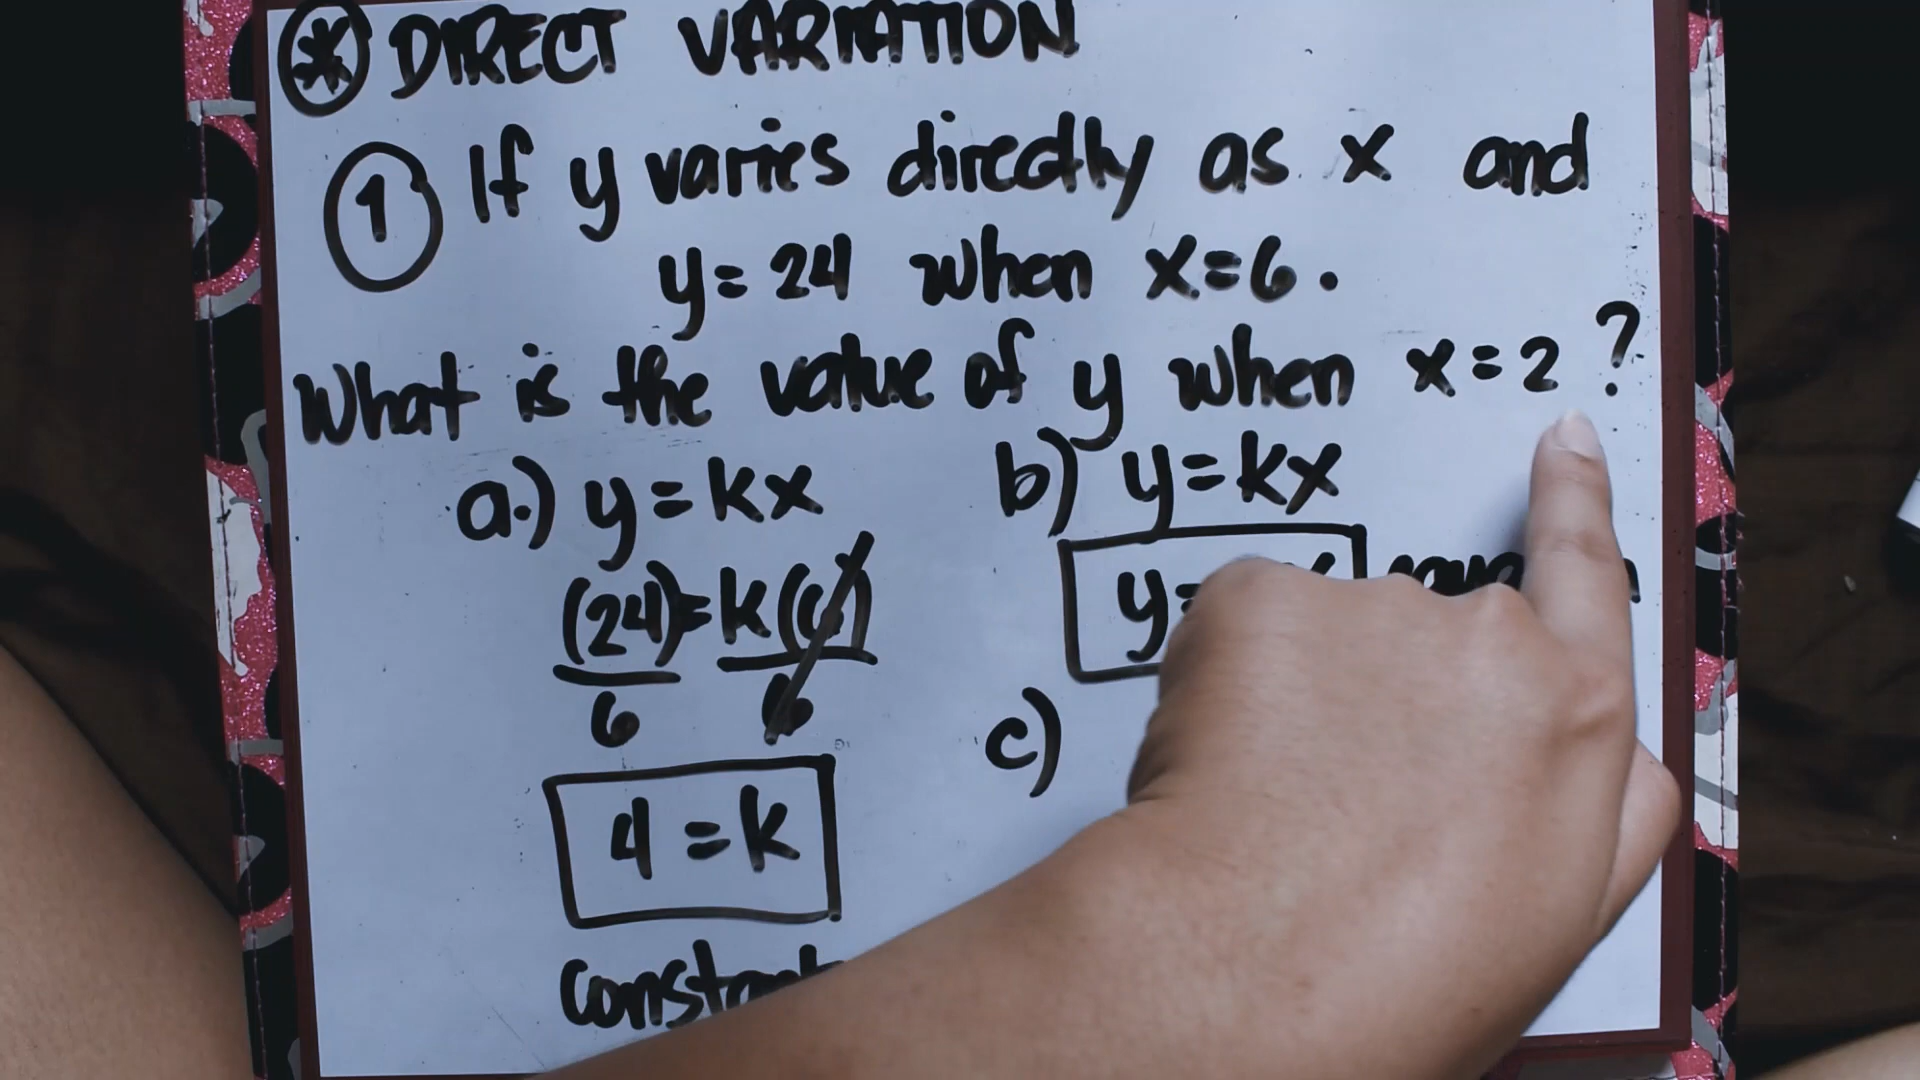 * DIRECT VARIATION
1 If y varies directly as x and
y = 24 when x = 6.
What is the value of y when x = 2 ?
a.) y = kx
(24) = k(6)
6 6
4 = k
b) y = kx
y =
c)